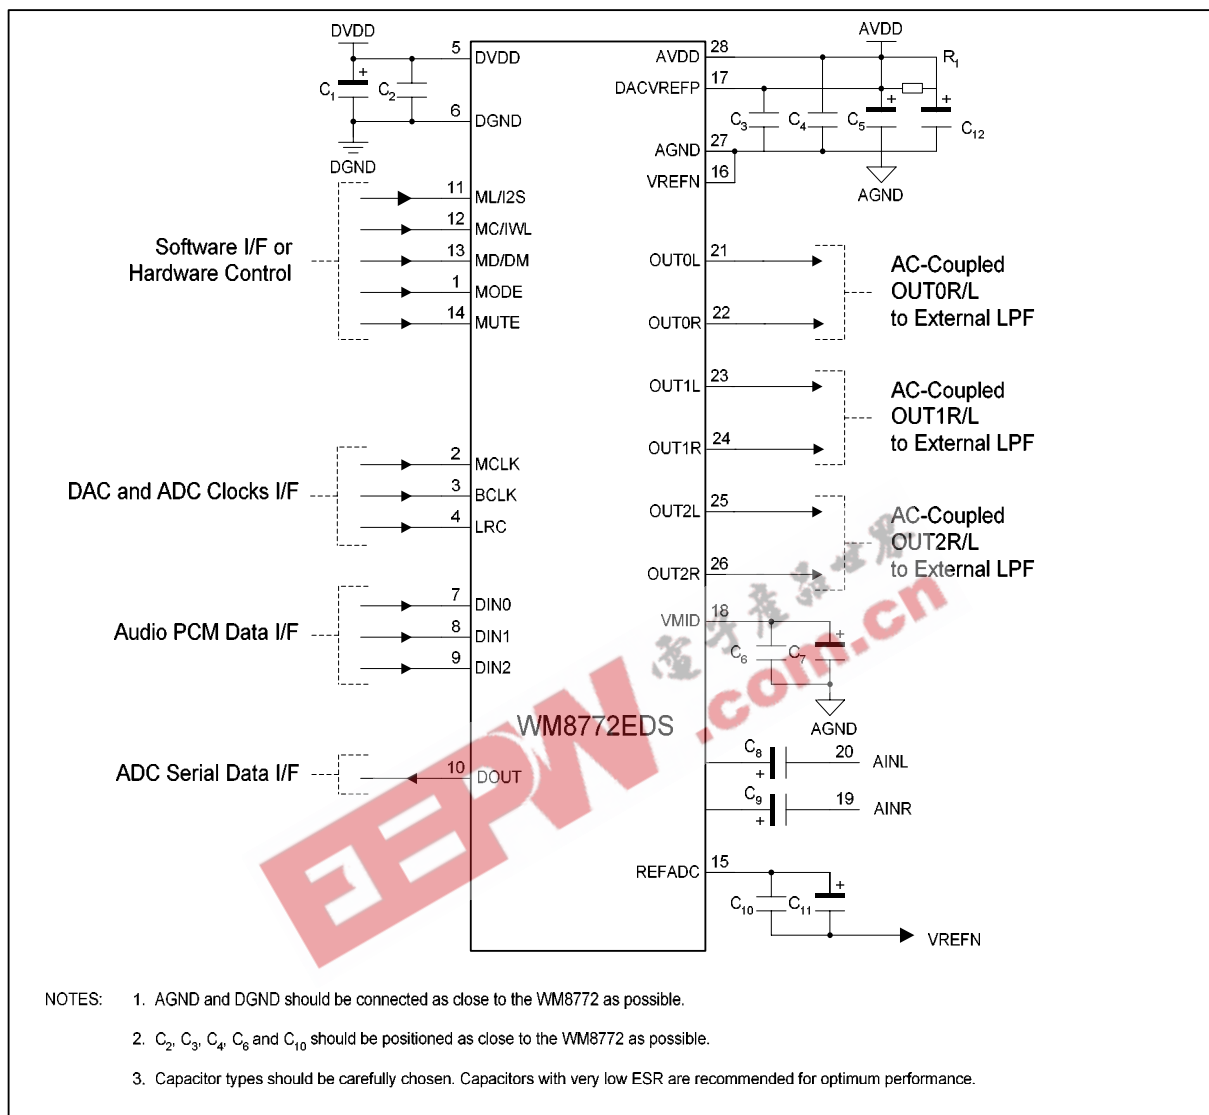 DVDD
5
DVDD
C1
+
C2
6
DGND
DGND
11
ML/I2S
12
MC/IWL
13
MD/DM
1
MODE
14
MUTE
Software I/F or
Hardware Control
2
MCLK
3
BCLK
4
LRC
DAC and ADC Clocks I/F
7
DIN0
8
DIN1
9
DIN2
Audio PCM Data I/F
10
DOUT
ADC Serial Data I/F
WM8772EDS
AVDD
AVDD
28
R1
DACVREFP
17
C3
C4
C5
+
+
C12
AGND
27
VREFN
16
AGND
OUT0L
21
OUT0R
22
AC-Coupled
OUT0R/L
to External LPF
OUT1L
23
OUT1R
24
AC-Coupled
OUT1R/L
to External LPF
OUT2L
25
OUT2R
26
AC-Coupled
OUT2R/L
to External LPF
VMID
18
C6
C7
+
AGND
C8
+
20
AINL
C9
+
19
AINR
REFADC
15
C10
C11
+
VREFN
電子產品世界
EEPW
.com.cn
NOTES:
1. AGND and DGND should be connected as close to the WM8772 as possible.
2. C2, C3, C4, C6 and C10 should be positioned as close to the WM8772 as possible.
3. Capacitor types should be carefully chosen. Capacitors with very low ESR are recommended for optimum performance.